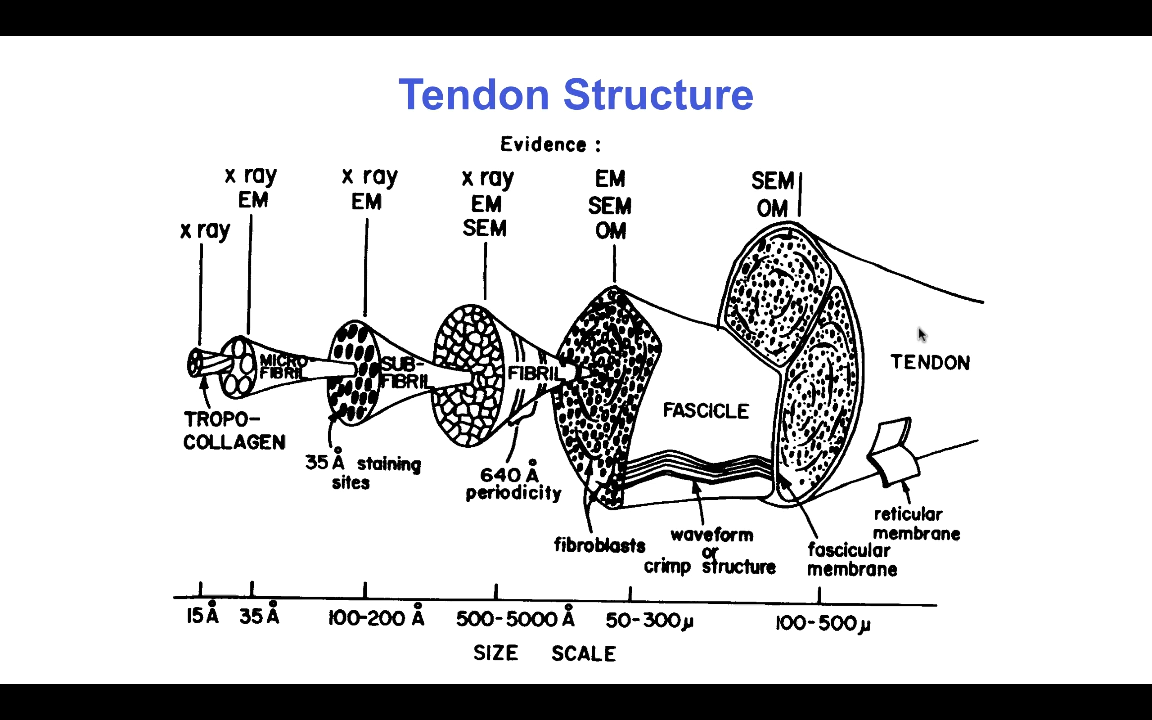 Tendon Structure
Evidence :
x ray
x ray
EM
x ray
EM
x ray
EM
SEM
EM
SEM
OM
SEM
OM
MICRO-
FIBRIL
SUB-
FIBRIL
FIBRIL
FASCICLE
TENDON
TROPO-
COLLAGEN
35 Å staining
sites
640 Å
periodicity
fibroblasts
waveform
or
crimp structure
fascicular
membrane
reticular
membrane
15 Å
35 Å
100-200 Å
500-5000 Å
50-300 µ
100-500 µ
SIZE SCALE